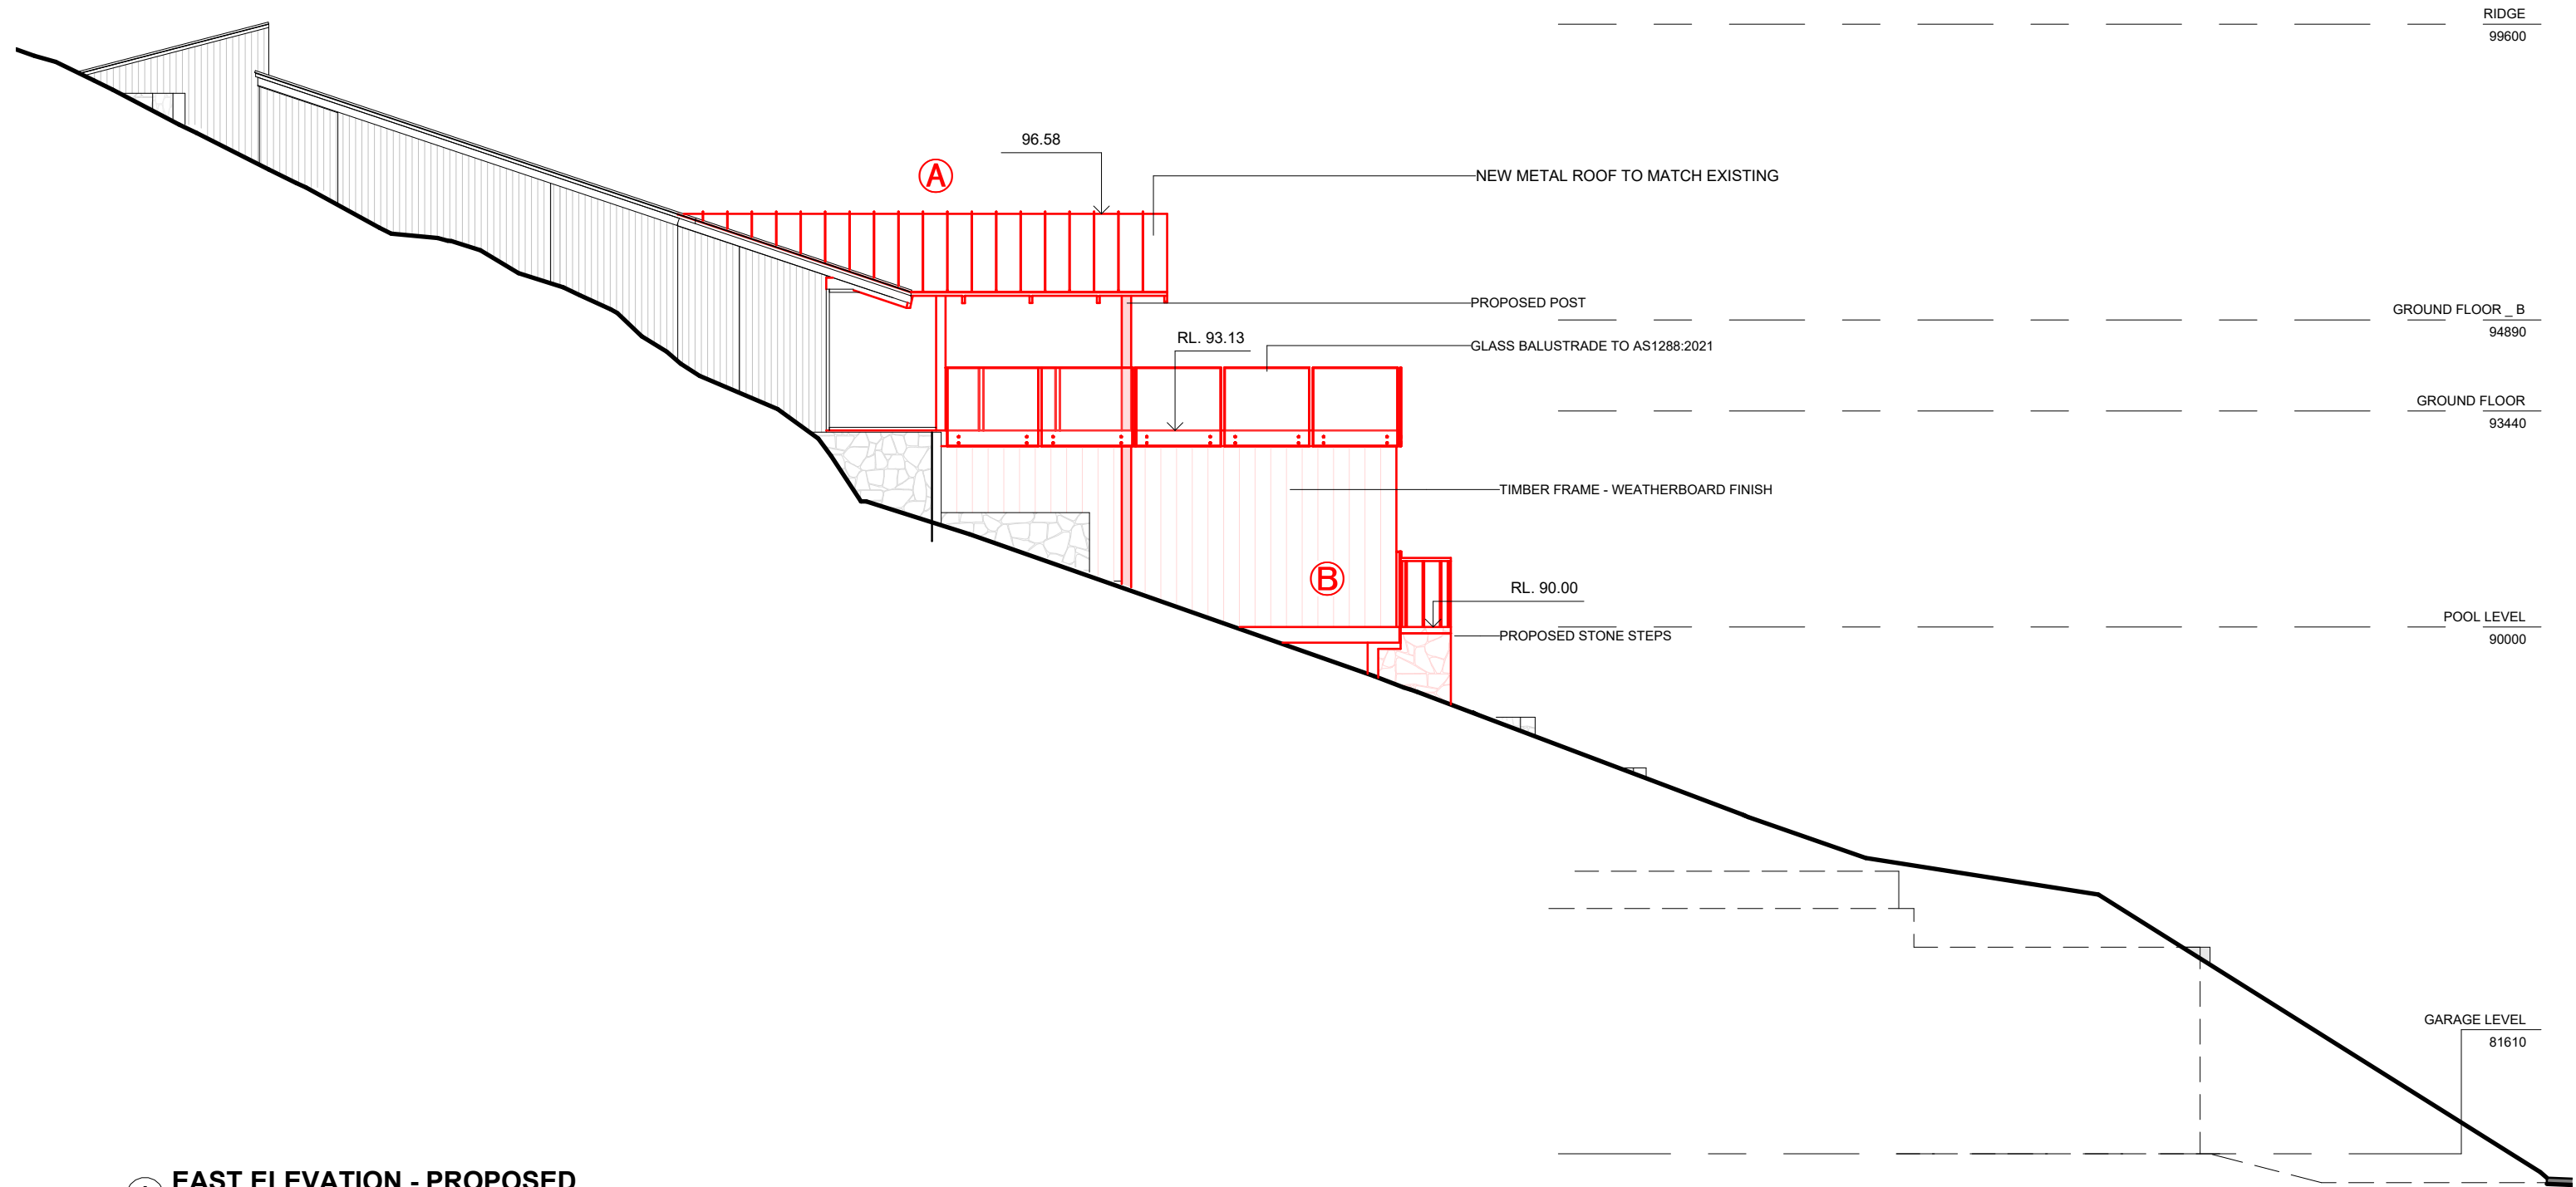 RIDGE
99600
96.58
A
NEW METAL ROOF TO MATCH EXISTING
PROPOSED POST
GROUND FLOOR _ B
94890
RL. 93.13
GLASS BALUSTRADE TO AS1288:2021
GROUND FLOOR
93440
TIMBER FRAME - WEATHERBOARD FINISH
B
RL. 90.00
POOL LEVEL
90000
PROPOSED STONE STEPS
GARAGE LEVEL
81610
EAST ELEVATION - PROPOSED